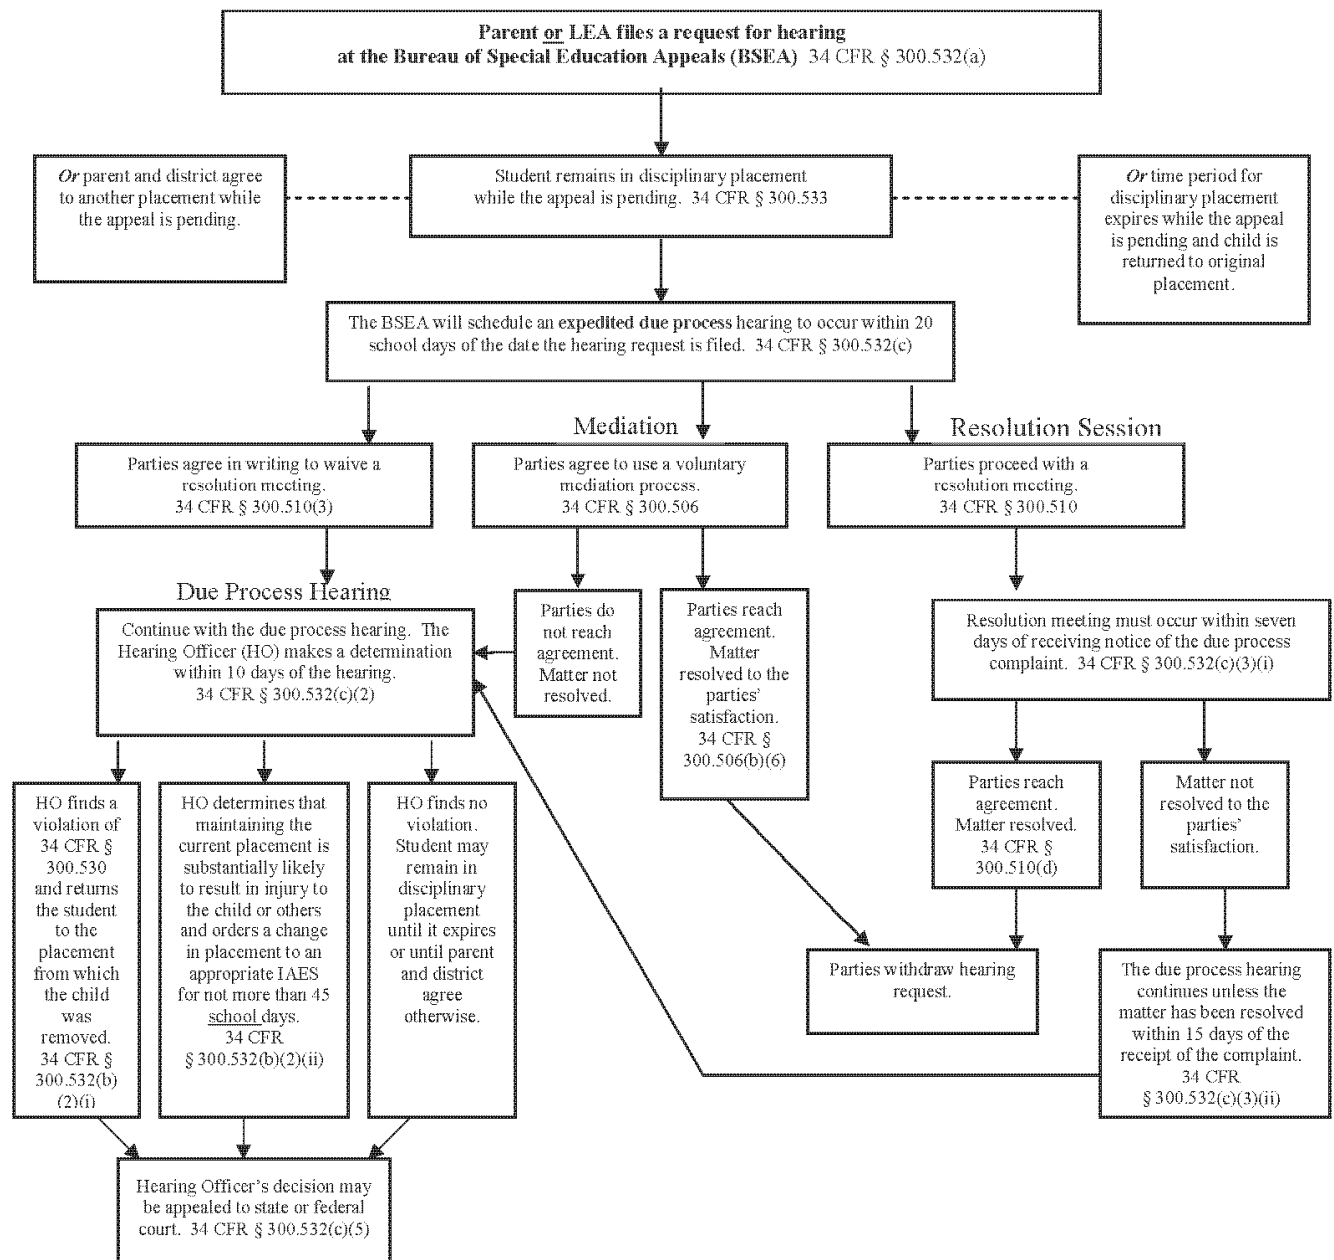 Parent or LEA files a request for hearing
at the Bureau of Special Education Appeals (BSEA) 34 CFR § 300.532(a)
Or parent and district agree
to another placement while
the appeal is pending.
Student remains in disciplinary placement
while the appeal is pending. 34 CFR § 300.533
Or time period for
disciplinary placement
expires while the appeal
is pending and child is
returned to original
placement.
The BSEA will schedule an expedited due process hearing to occur within 20
school days of the date the hearing request is filed. 34 CFR § 300.532(c)
Parties agree in writing to waive a
resolution meeting.
34 CFR § 300.510(3)
Mediation
Parties agree to use a voluntary
mediation process.
34 CFR § 300.506
Resolution Session
Parties proceed with a
resolution meeting.
34 CFR § 300.510
Due Process Hearing
Continue with the due process hearing. The
Hearing Officer (HO) makes a determination
within 10 days of the hearing.
34 CFR § 300.532(c)(2)
Parties do
not reach
agreement.
Matter not
resolved.
Parties reach
agreement.
Matter
resolved to the
parties'
satisfaction.
34 CFR §
300.506(b)(6)
Resolution meeting must occur within seven
days of receiving notice of the due process
complaint. 34 CFR § 300.532(c)(3)(i)
Parties reach
agreement.
Matter resolved.
34 CFR §
300.510(d)
Matter not
resolved to the
parties'
satisfaction.
HO finds a
violation of
34 CFR §
300.530
and returns
the student
to the
placement
from which
the child
was
removed.
34 CFR §
300.532(b)
(2)(i)
HO determines that
maintaining the
current placement is
substantially likely
to result in injury to
the child or others
and orders a change
in placement to an
appropriate IAES
for not more than 45
school days.
34 CFR
§ 300.532(b)(2)(ii)
HO finds no
violation.
Student may
remain in
disciplinary
placement
until it expires
or until parent
and district
agree
otherwise.
Parties withdraw hearing
request.
The due process hearing
continues unless the
matter has been resolved
within 15 days of the
receipt of the complaint.
34 CFR
§ 300.532(c)(3)(ii)
Hearing Officer's decision may
be appealed to state or federal
court. 34 CFR § 300.532(c)(5)